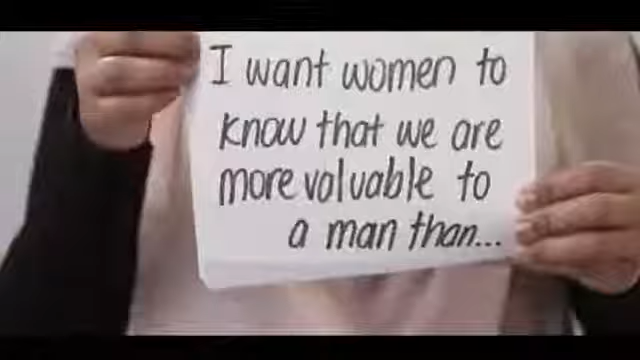 I want women to
know that we are
more valuable to
a man than...